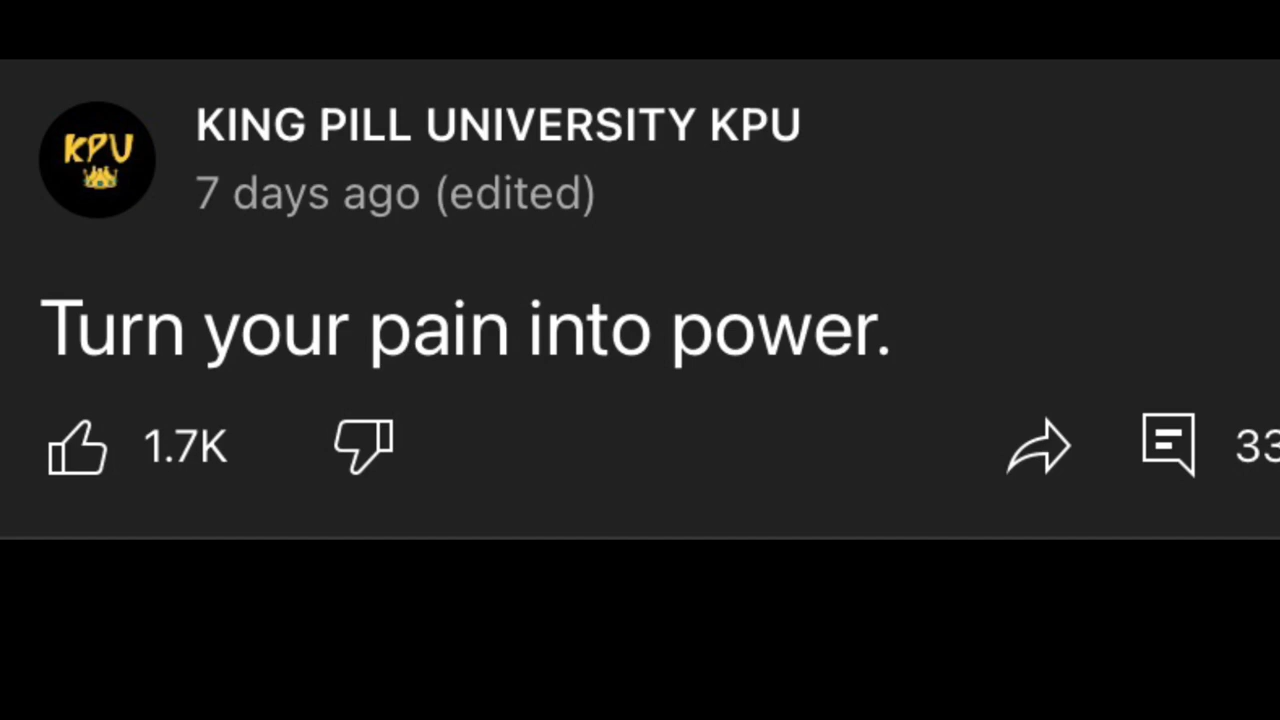 KPU
KING PILL UNIVERSITY KPU
7 days ago (edited)
Turn your pain into power.
1.7K
33